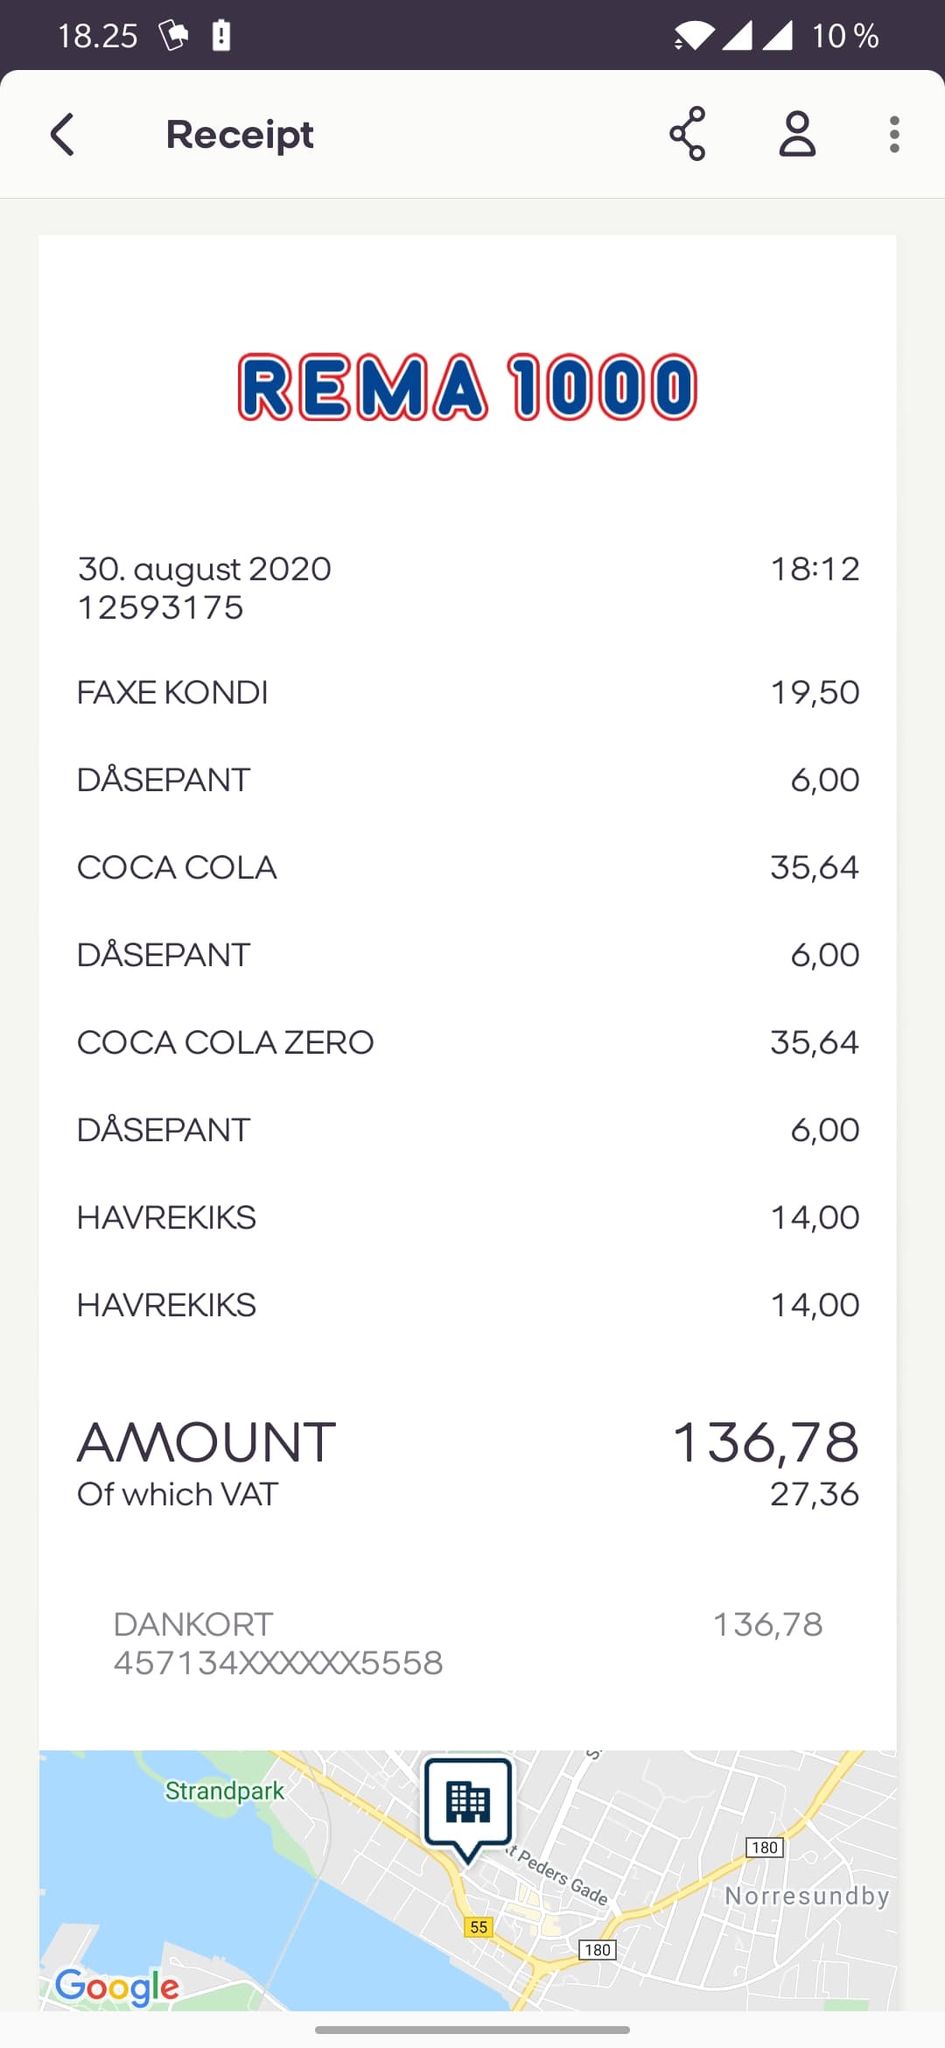 18.25 10 %
Receipt
REMA 1000
30. august 2020 18:12
12593175
FAXE KONDI 19,50
DÅSEPANT 6,00
COCA COLA 35,64
DÅSEPANT 6,00
COCA COLA ZERO 35,64
DÅSEPANT 6,00
HAVREKIKS 14,00
HAVREKIKS 14,00
AMOUNT 136,78
Of which VAT 27,36
DANKORT 136,78
457134XXXXXX5558
Strandpark
t Peders Gade
180
Norresundby
55
180
Google